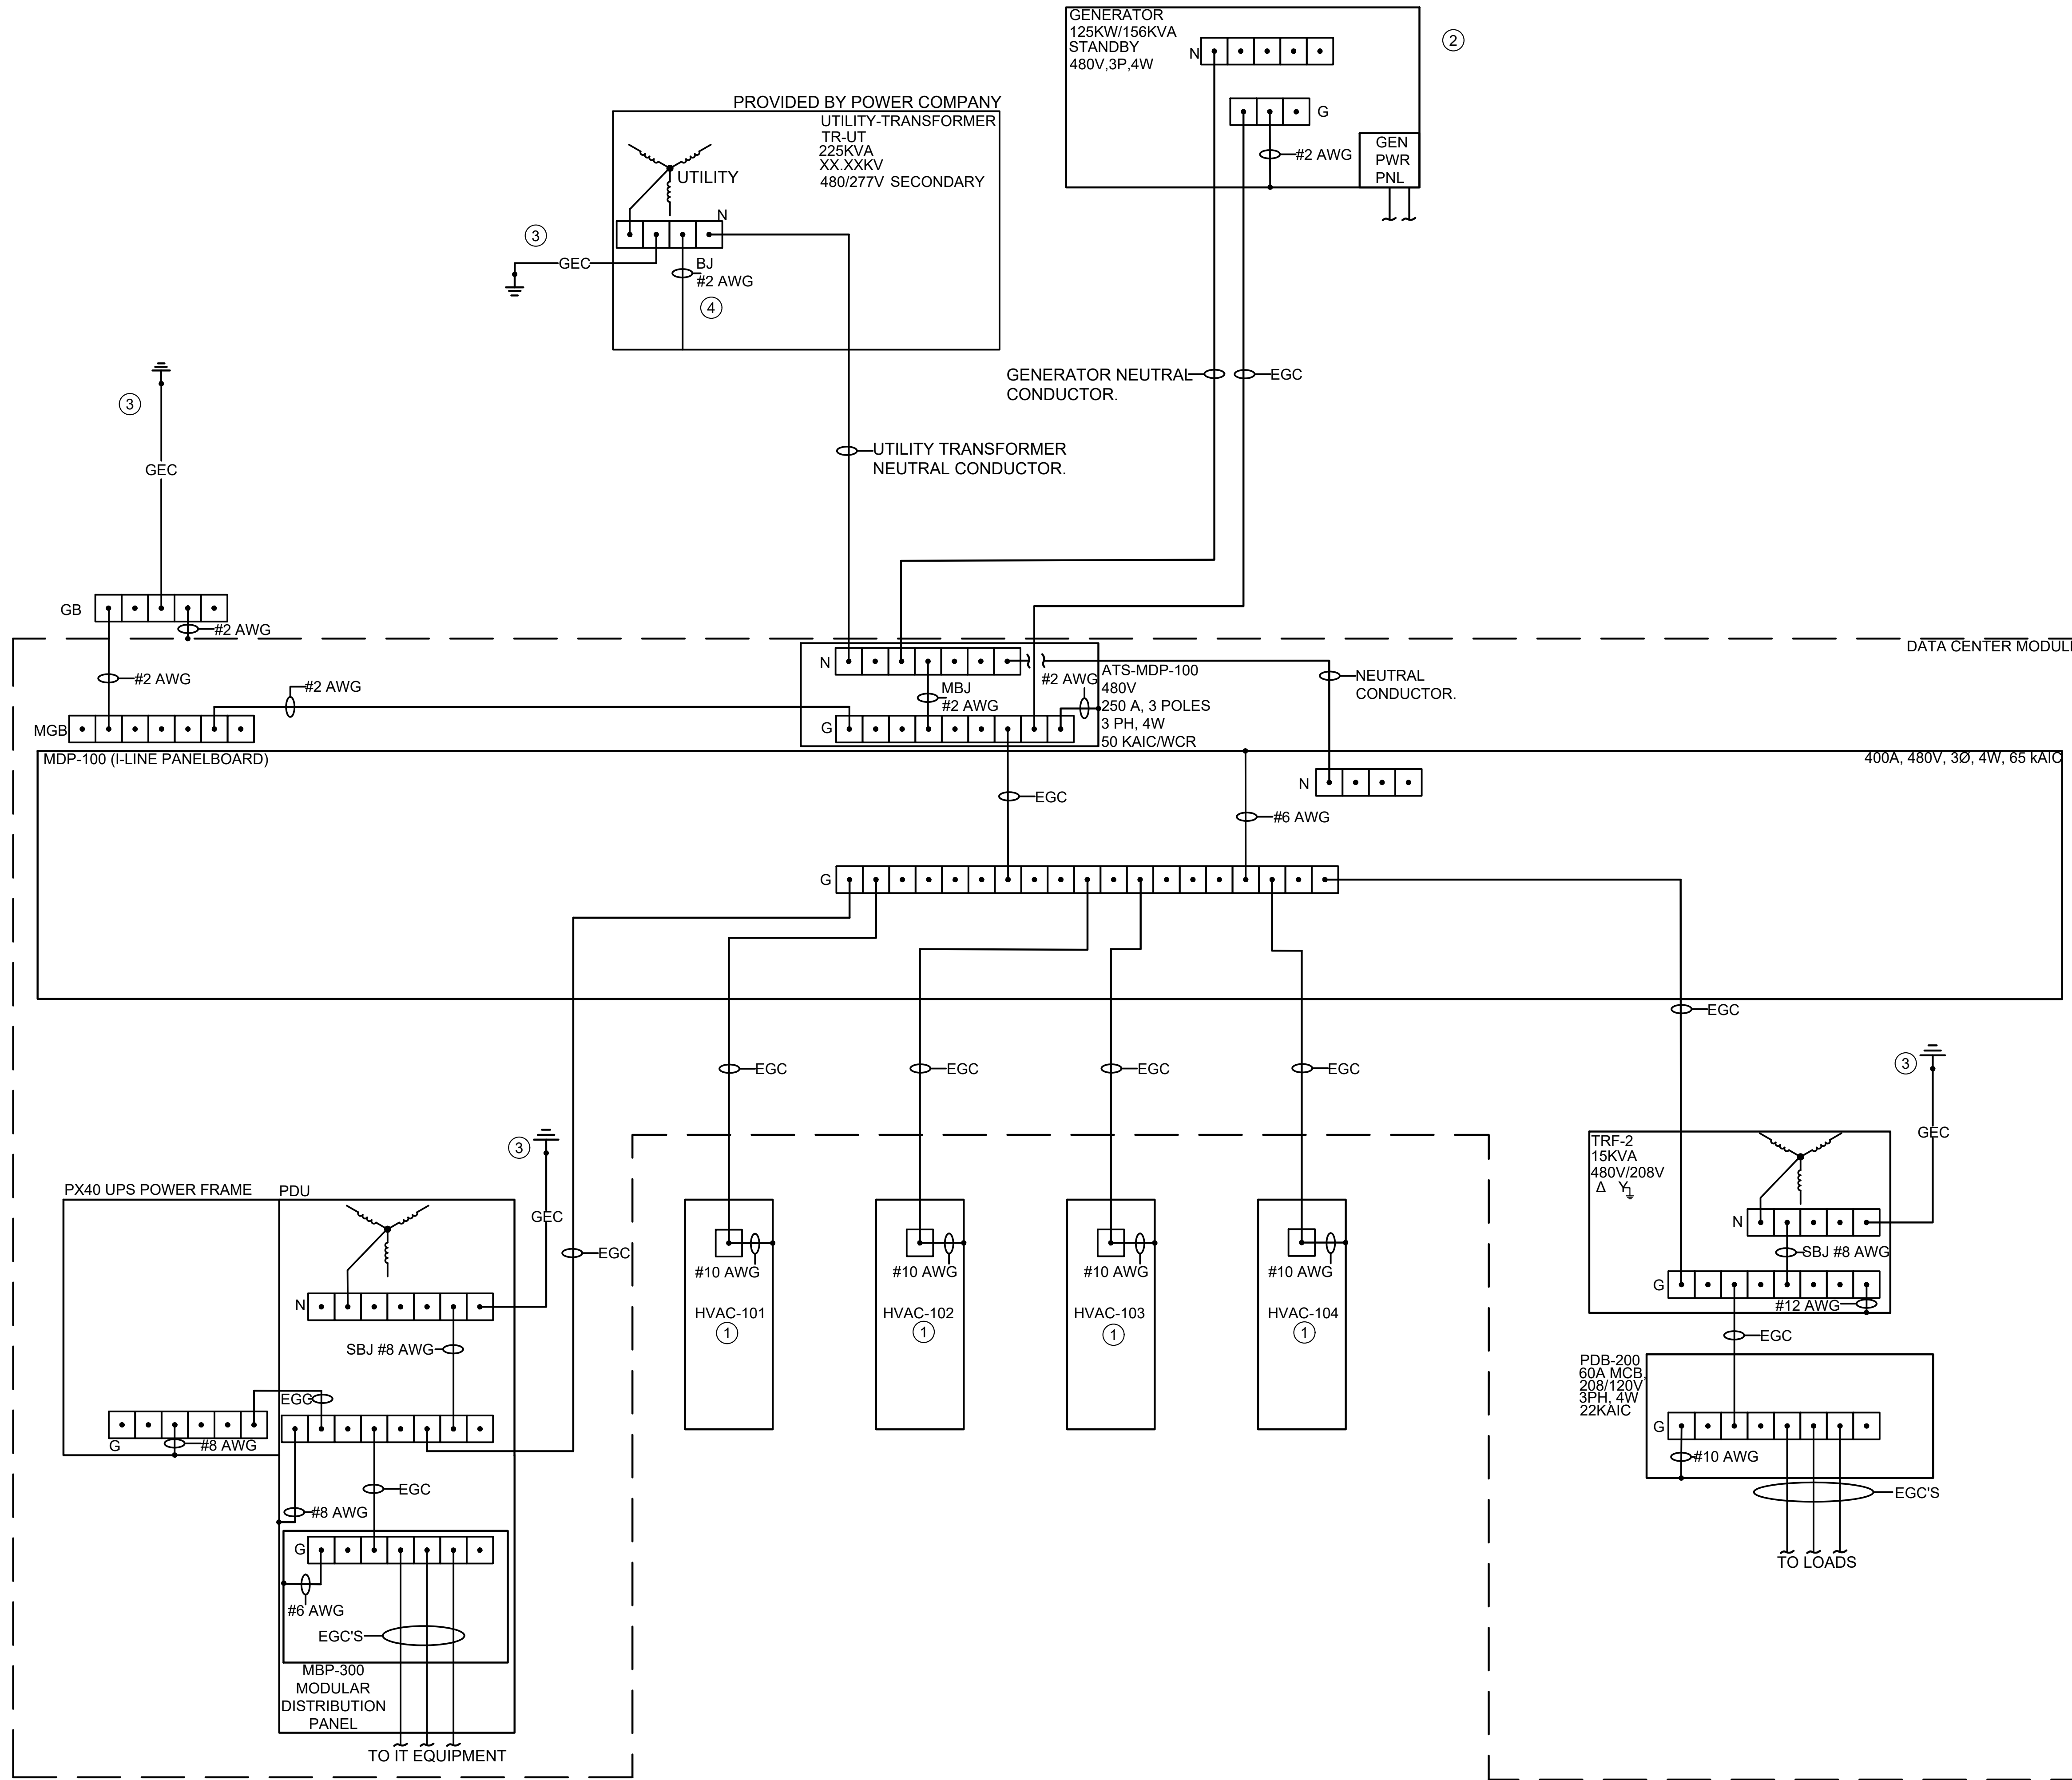 GENERATOR
125KW/156KVA
STANDBY
480V,3P,4W
N
G
#2 AWG
GEN
PWR
PNL
2
PROVIDED BY POWER COMPANY
UTILITY-TRANSFORMER
TR-UT
225KVA
XX.XXKV
480/277V SECONDARY
UTILITY
N
3
GEC
BJ
#2 AWG
4
GENERATOR NEUTRAL
CONDUCTOR.
EGC
3
GEC
UTILITY TRANSFORMER
NEUTRAL CONDUCTOR.
GB
#2 AWG
DATA CENTER MODULE
#2 AWG
#2 AWG
MGB
N
MBJ
#2 AWG
G
#2 AWG
ATS-MDP-100
480V
250 A, 3 POLES
3 PH, 4W
50 KAIC/WCR
NEUTRAL
CONDUCTOR.
MDP-100 (I-LINE PANELBOARD)
400A, 480V, 3Ø, 4W, 65 kAIC
N
EGC
#6 AWG
G
EGC
EGC
EGC
EGC
EGC
3
GEC
3
GEC
PX40 UPS POWER FRAME
PDU
EGC
N
SBJ #8 AWG
EGC
G
#8 AWG
EGC
#8 AWG
G
#6 AWG
EGC'S
MBP-300
MODULAR
DISTRIBUTION
PANEL
TO IT EQUIPMENT
#10 AWG
HVAC-101
1
#10 AWG
HVAC-102
1
#10 AWG
HVAC-103
1
#10 AWG
HVAC-104
1
TRF-2
15KVA
480V/208V
Δ Y
N
SBJ #8 AWG
G
#12 AWG
EGC
PDB-200
60A MCB,
208/120V
3PH, 4W
22KAIC
G
#10 AWG
EGC'S
TO LOADS